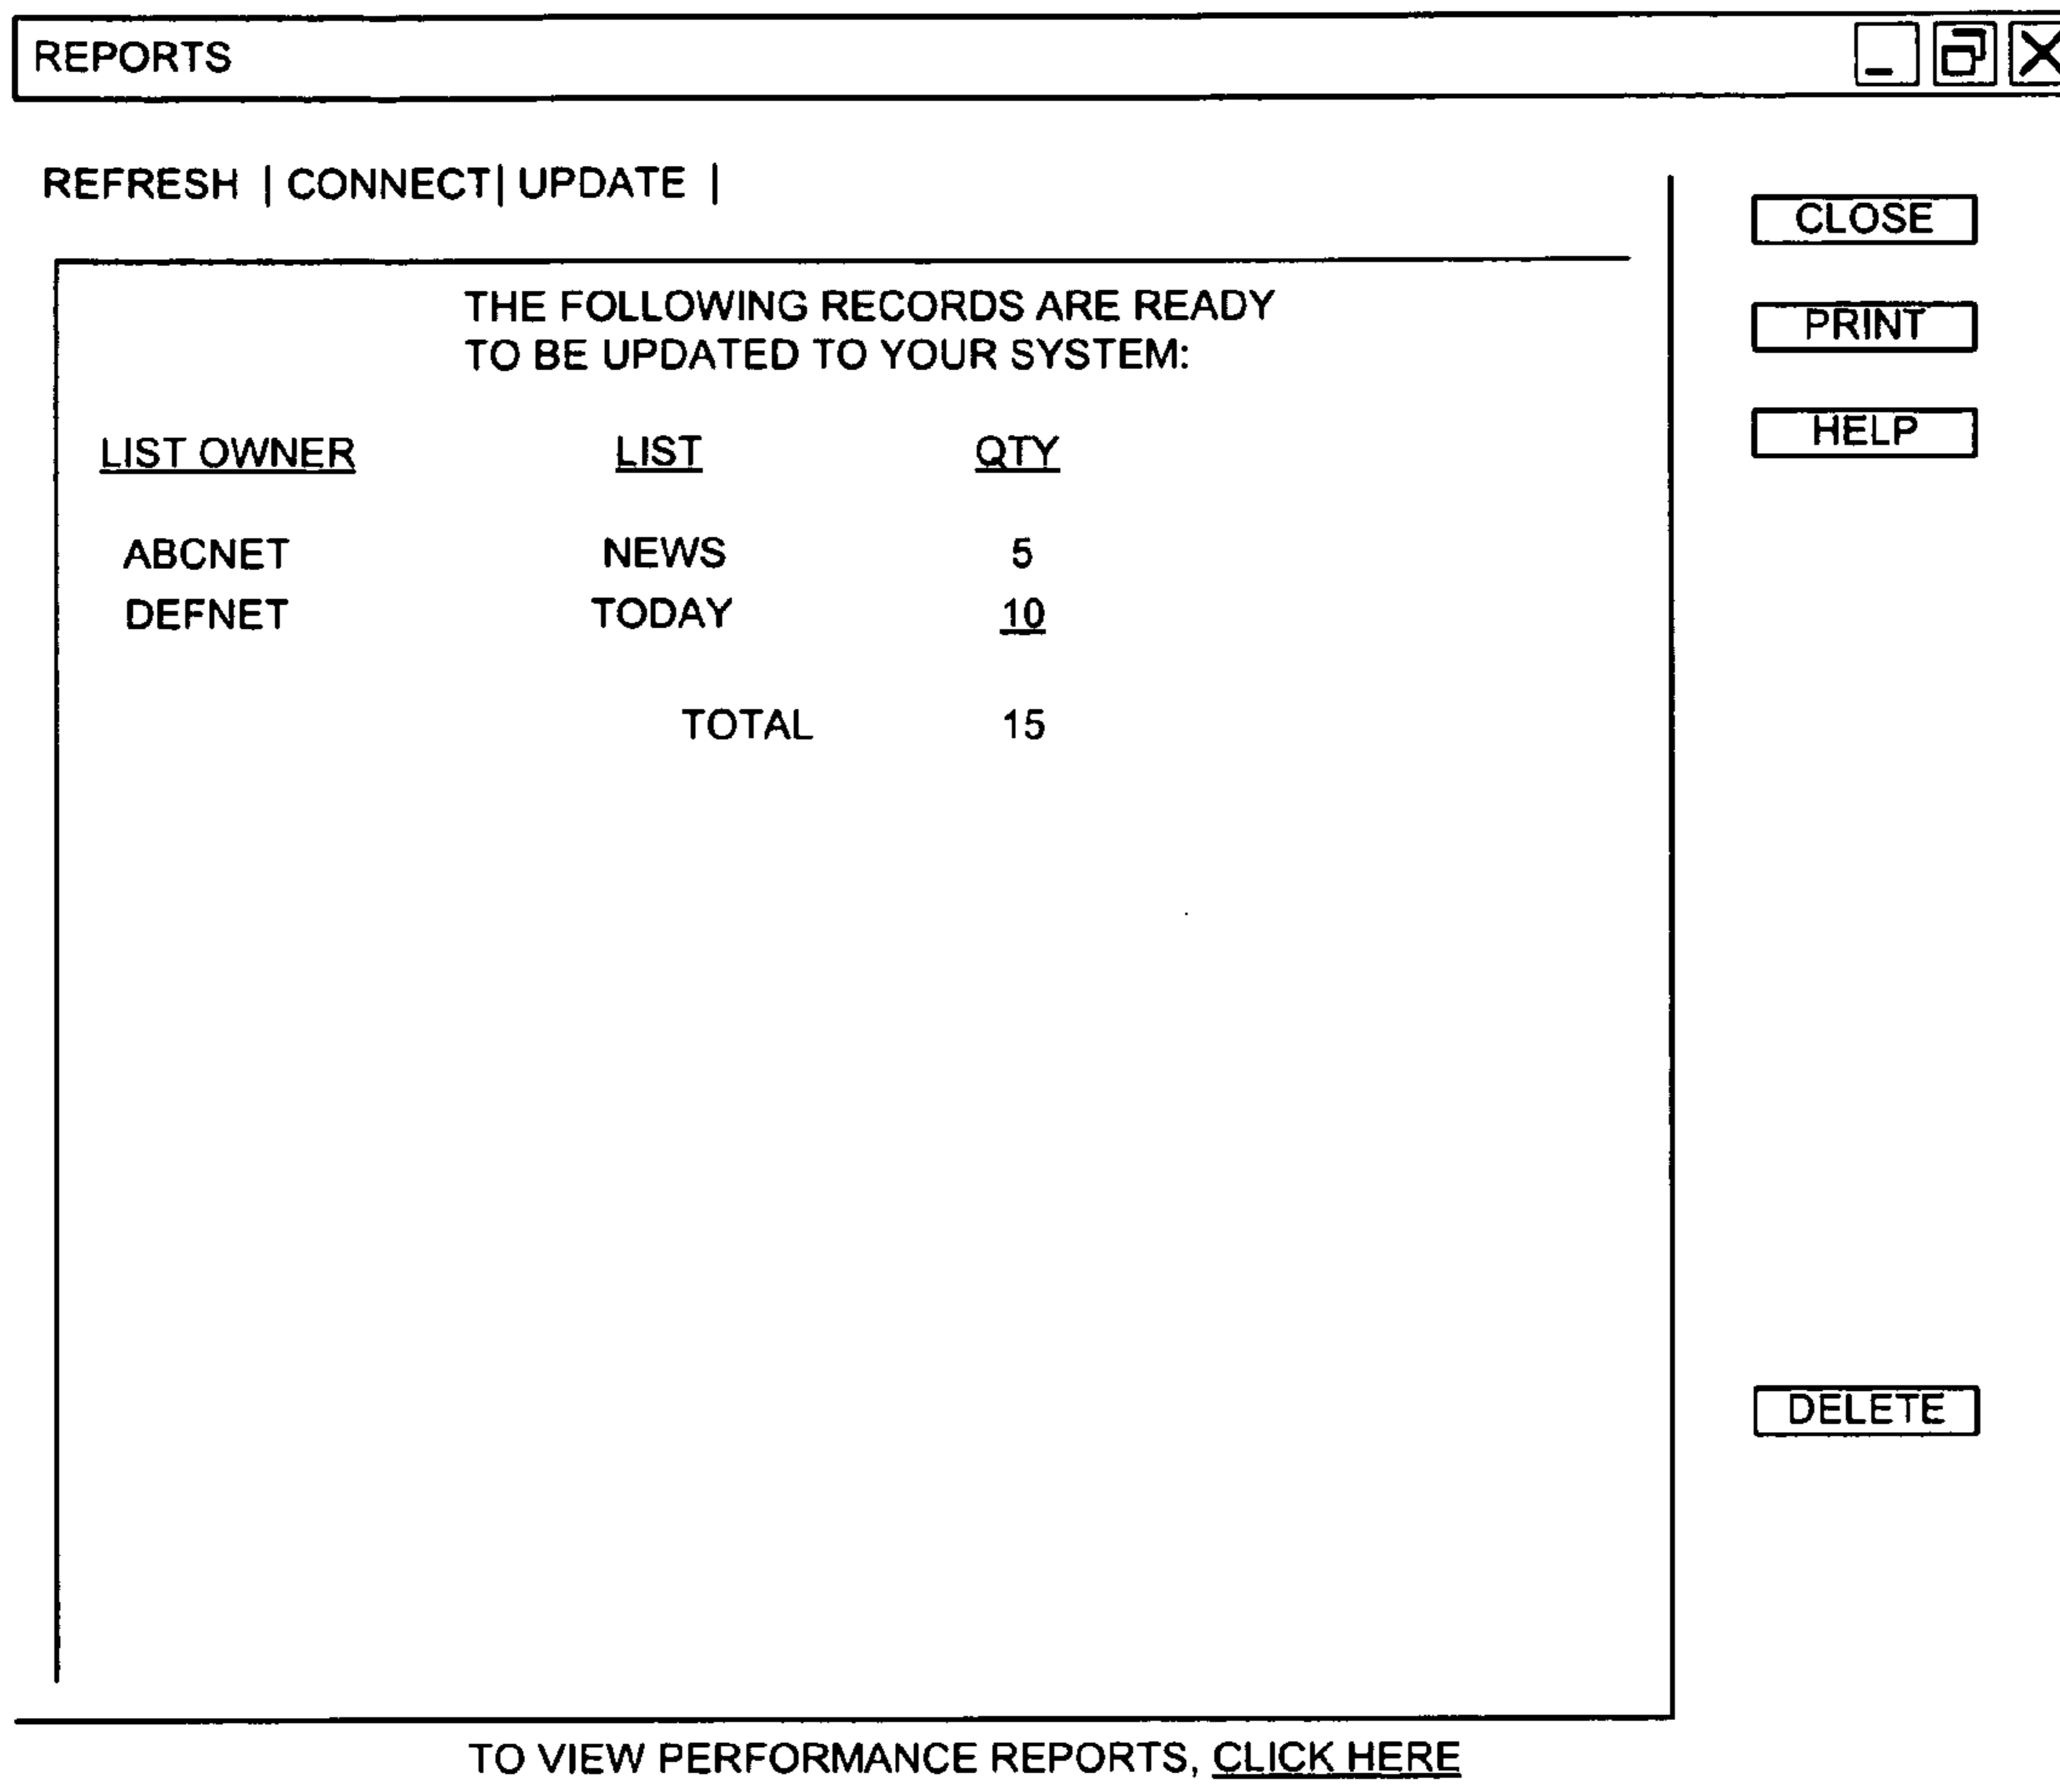 REPORTS
REFRESH | CONNECT| UPDATE |
CLOSE
PRINT
HELP
THE FOLLOWING RECORDS ARE READY
TO BE UPDATED TO YOUR SYSTEM:
LIST OWNER LIST QTY
ABCNET NEWS 5
DEFNET TODAY 10
TOTAL 15
DELETE
TO VIEW PERFORMANCE REPORTS, CLICK HERE